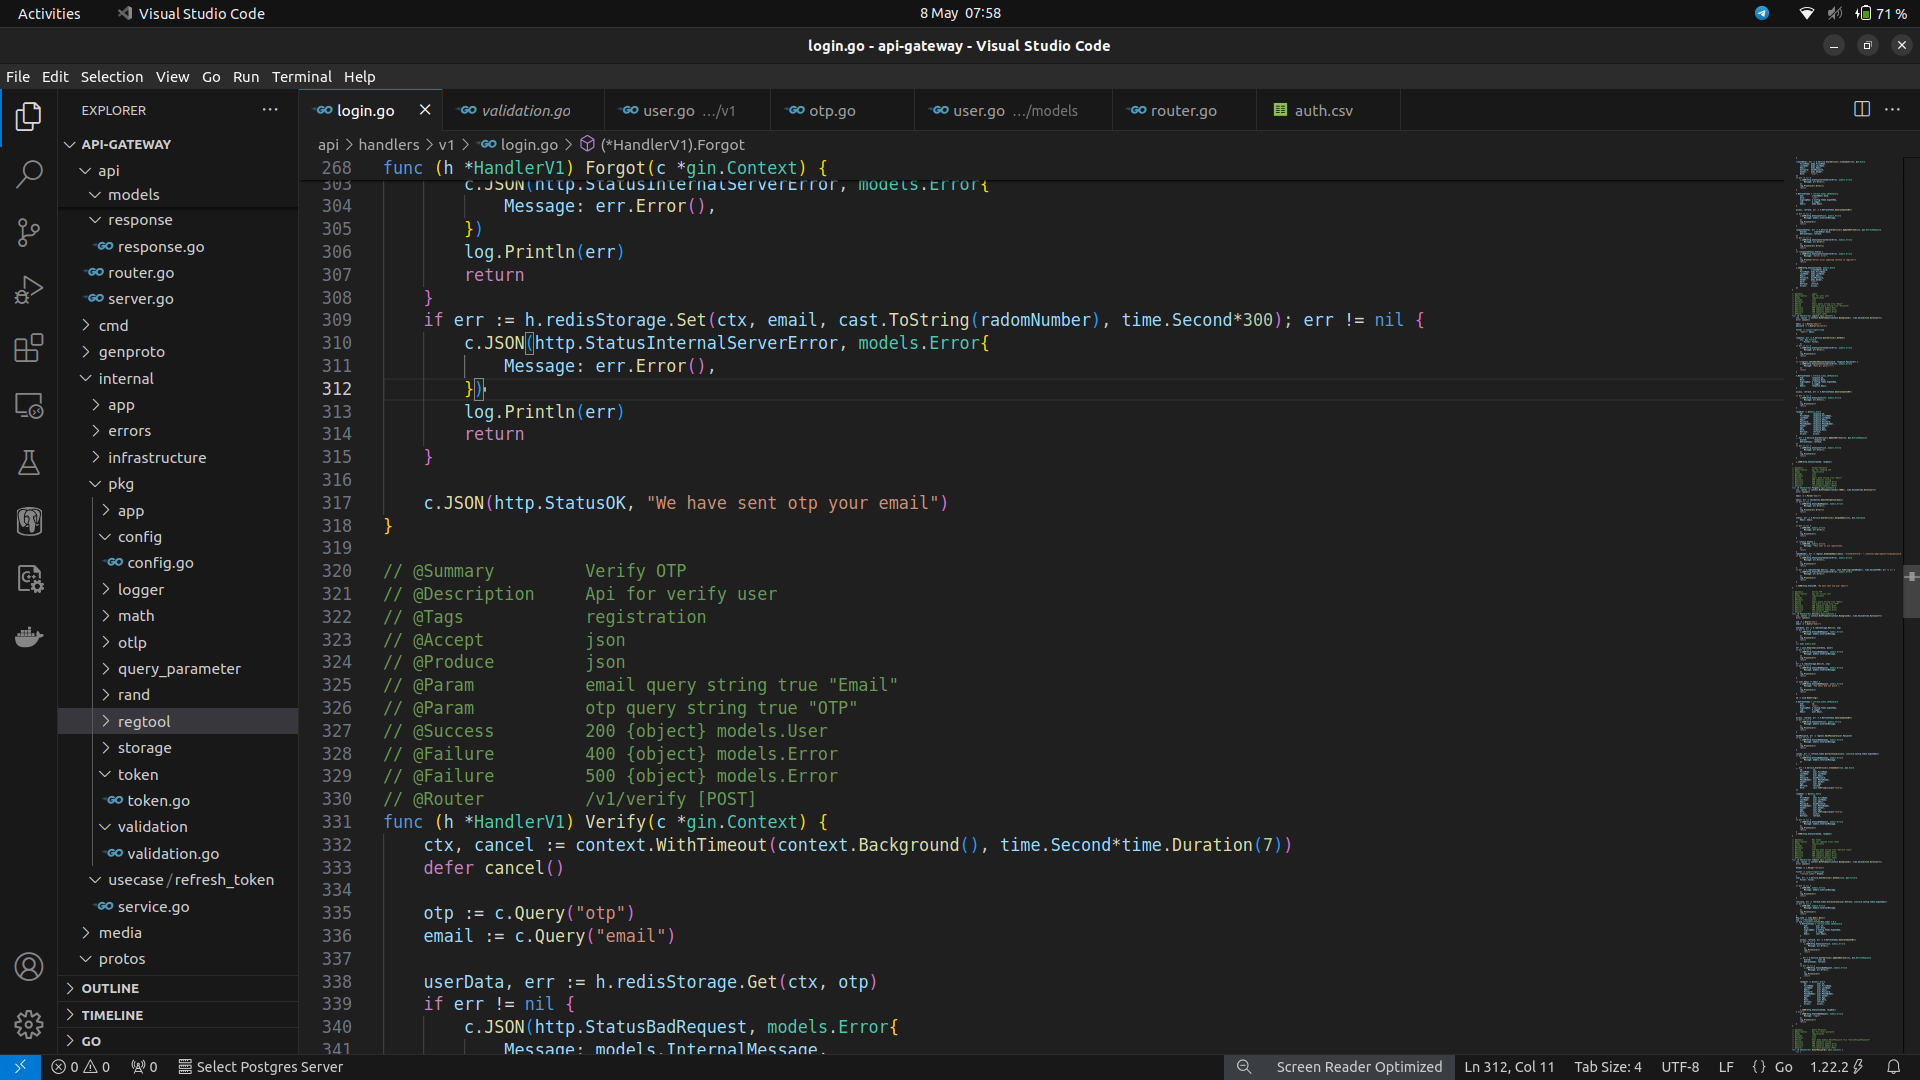 Activities
Visual Studio Code
8 May 07:58
71 %
login.go - api-gateway - Visual Studio Code
File Edit Selection View Go Run Terminal Help
EXPLORER
API-GATEWAY
api
models
response
response.go
router.go
server.go
cmd
genproto
internal
app
errors
infrastructure
pkg
app
config
config.go
logger
math
otlp
query_parameter
rand
regtool
storage
token
token.go
validation
validation.go
usecase/refresh_token
service.go
media
protos
OUTLINE
TIMELINE
GO
login.go
validation.go
user.go .../v1
otp.go
user.go .../models
router.go
auth.csv
api > handlers > v1 > login.go > (*HandlerV1).Forgot
268 func (h *HandlerV1) Forgot(c *gin.Context) {
303 c.JSON(http.StatusInternalServerError, models.Error{
304 Message: err.Error(),
305 })
306 log.Println(err)
307 return
308 }
309 if err := h.redisStorage.Set(ctx, email, cast.ToString(radomNumber), time.Second*300); err != nil {
310 c.JSON(http.StatusInternalServerError, models.Error{
311 Message: err.Error(),
312 })
313 log.Println(err)
314 return
315 }
316
317 c.JSON(http.StatusOK, "We have sent otp your email")
318 }
319
320 // @Summary Verify OTP
321 // @Description Api for verify user
322 // @Tags registration
323 // @Accept json
324 // @Produce json
325 // @Param email query string true "Email"
326 // @Param otp query string true "OTP"
327 // @Success 200 {object} models.User
328 // @Failure 400 {object} models.Error
329 // @Failure 500 {object} models.Error
330 // @Router /v1/verify [POST]
331 func (h *HandlerV1) Verify(c *gin.Context) {
332 ctx, cancel := context.WithTimeout(context.Background(), time.Second*time.Duration(7))
333 defer cancel()
334
335 otp := c.Query("otp")
336 email := c.Query("email")
337
338 userData, err := h.redisStorage.Get(ctx, otp)
339 if err != nil {
340 c.JSON(http.StatusBadRequest, models.Error{
341 Message: models.InternalMessage,
0 0 0 Select Postgres Server
Screen Reader Optimized Ln 312, Col 11 Tab Size: 4 UTF-8 LF {} Go 1.22.2